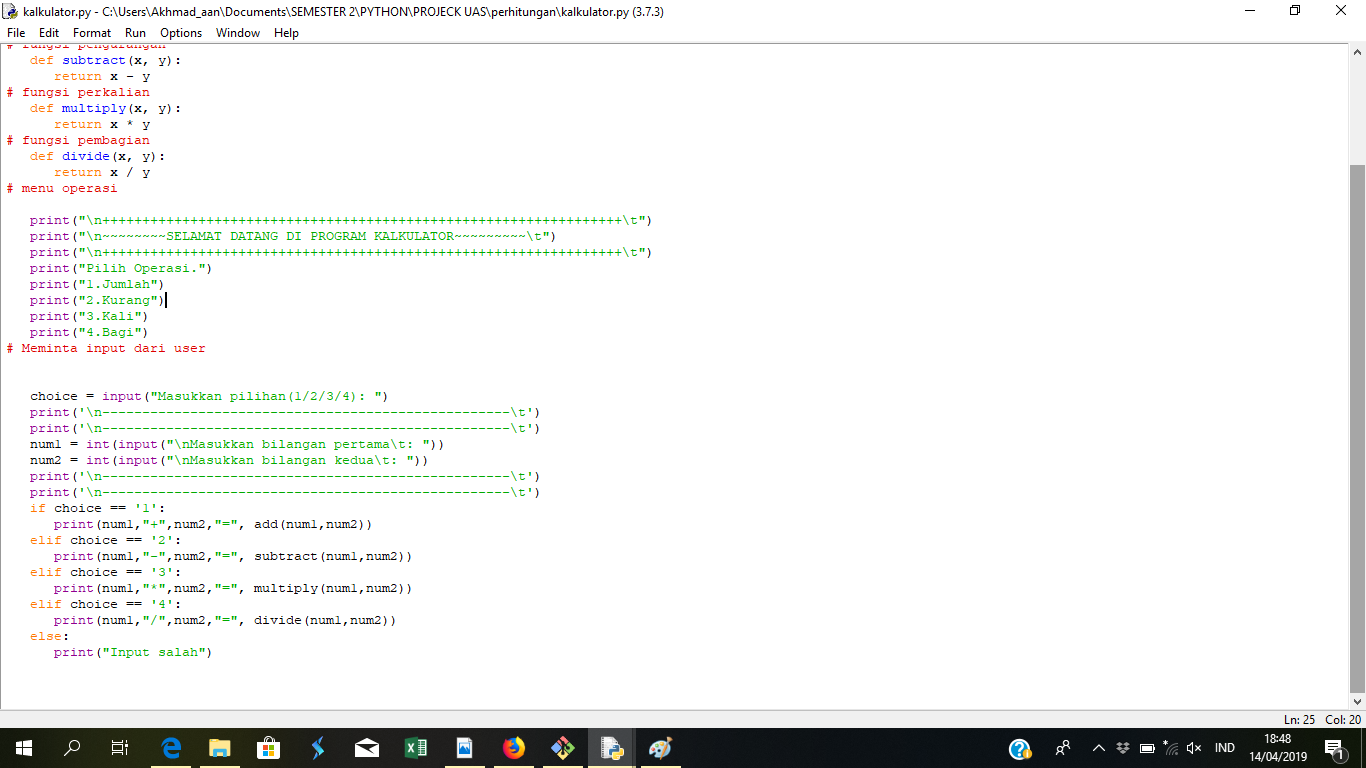 kalkulator.py - C:\Users\Akhmad_aan\Documents\SEMESTER 2\PYTHON\PROJECK UAS\perhitungan\kalkulator.py (3.7.3)
File Edit Format Run Options Window Help
# fungsi pengurangan
def subtract(x, y):
return x - y
# fungsi perkalian
def multiply(x, y):
return x * y
# fungsi pembagian
def divide(x, y):
return x / y
# menu operasi
print("\n+++++++++++++++++++++++++++++++++++++++++++++++++++++++++++++++++\t")
print("\n~~~~~~~~SELAMAT DATANG DI PROGRAM KALKULATOR~~~~~~~~~\t")
print("\n+++++++++++++++++++++++++++++++++++++++++++++++++++++++++++++++++\t")
print("Pilih Operasi.")
print("1.Jumlah")
print("2.Kurang")
print("3.Kali")
print("4.Bagi")
# Meminta input dari user
choice = input("Masukkan pilihan(1/2/3/4): ")
print('\n---------------------------------------------------\t')
print('\n---------------------------------------------------\t')
num1 = int(input("\nMasukkan bilangan pertama\t: "))
num2 = int(input("\nMasukkan bilangan kedua\t: "))
print('\n---------------------------------------------------\t')
print('\n---------------------------------------------------\t')
if choice == '1':
print(num1,"+",num2,"=", add(num1,num2))
elif choice == '2':
print(num1,"-",num2,"=", subtract(num1,num2))
elif choice == '3':
print(num1,"*",num2,"=", multiply(num1,num2))
elif choice == '4':
print(num1,"/",num2,"=", divide(num1,num2))
else:
print("Input salah")
Ln: 25 Col: 20
IND
18:48
14/04/2019
1